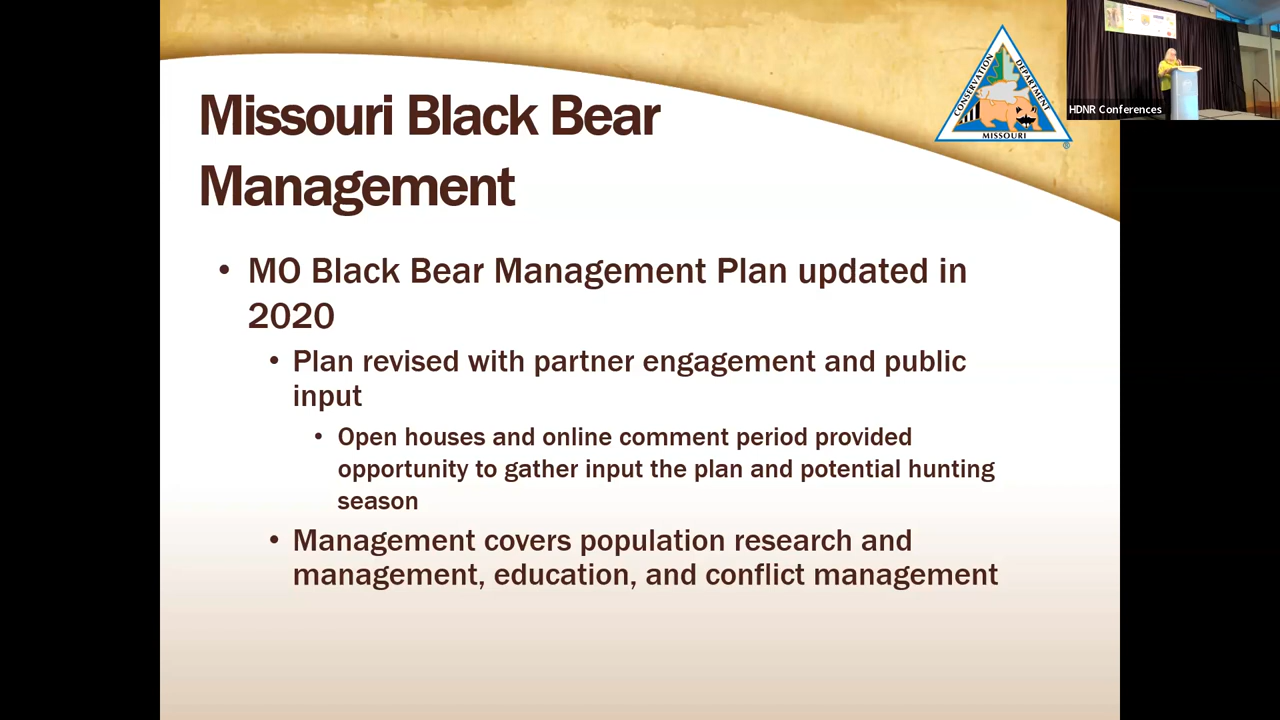 Missouri Black Bear
Management
CONSERVATION
DEPARTMENT
MISSOURI
®
HDNR Conferences
• MO Black Bear Management Plan updated in
2020
• Plan revised with partner engagement and public
input
• Open houses and online comment period provided
opportunity to gather input the plan and potential hunting
season
• Management covers population research and
management, education, and conflict management